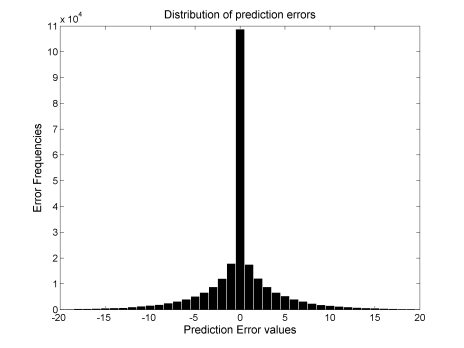 Distribution of prediction errors
x 10^4
11
10
9
8
7
6
5
4
3
2
1
0
Error Frequencies
-20 -15 -10 -5 0 5 10 15 20
Prediction Error values